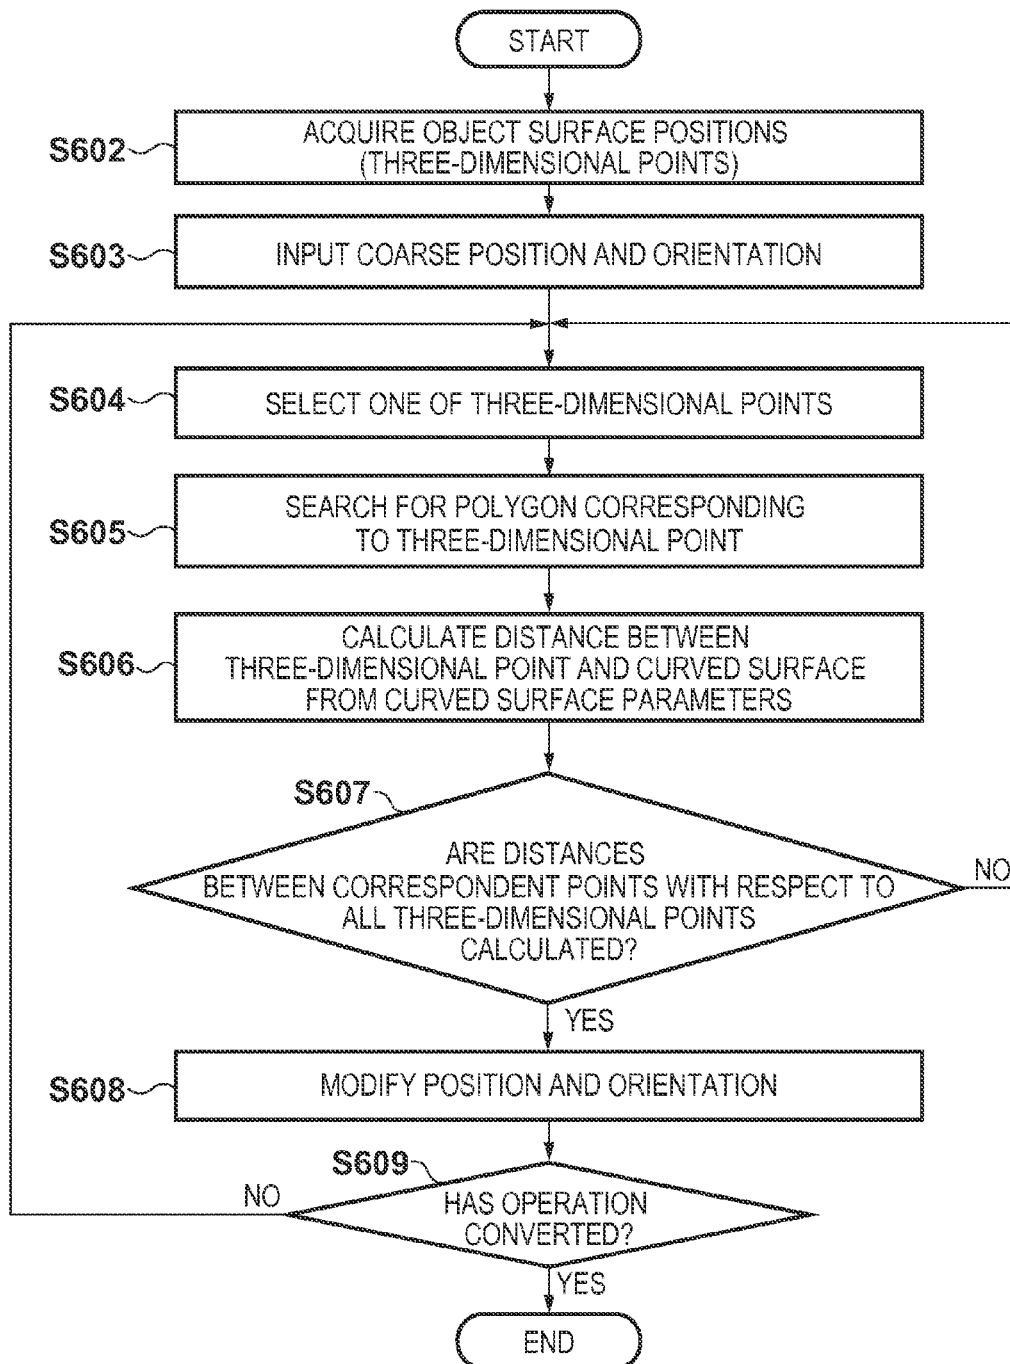 START
S602
ACQUIRE OBJECT SURFACE POSITIONS
(THREE-DIMENSIONAL POINTS)
S603
INPUT COARSE POSITION AND ORIENTATION
S604
SELECT ONE OF THREE-DIMENSIONAL POINTS
S605
SEARCH FOR POLYGON CORRESPONDING
TO THREE-DIMENSIONAL POINT
S606
CALCULATE DISTANCE BETWEEN
THREE-DIMENSIONAL POINT AND CURVED SURFACE
FROM CURVED SURFACE PARAMETERS
S607
ARE DISTANCES
BETWEEN CORRESPONDENT POINTS WITH RESPECT TO
ALL THREE-DIMENSIONAL POINTS
CALCULATED?
NO
YES
S608
MODIFY POSITION AND ORIENTATION
S609
NO
HAS OPERATION
CONVERTED?
YES
END